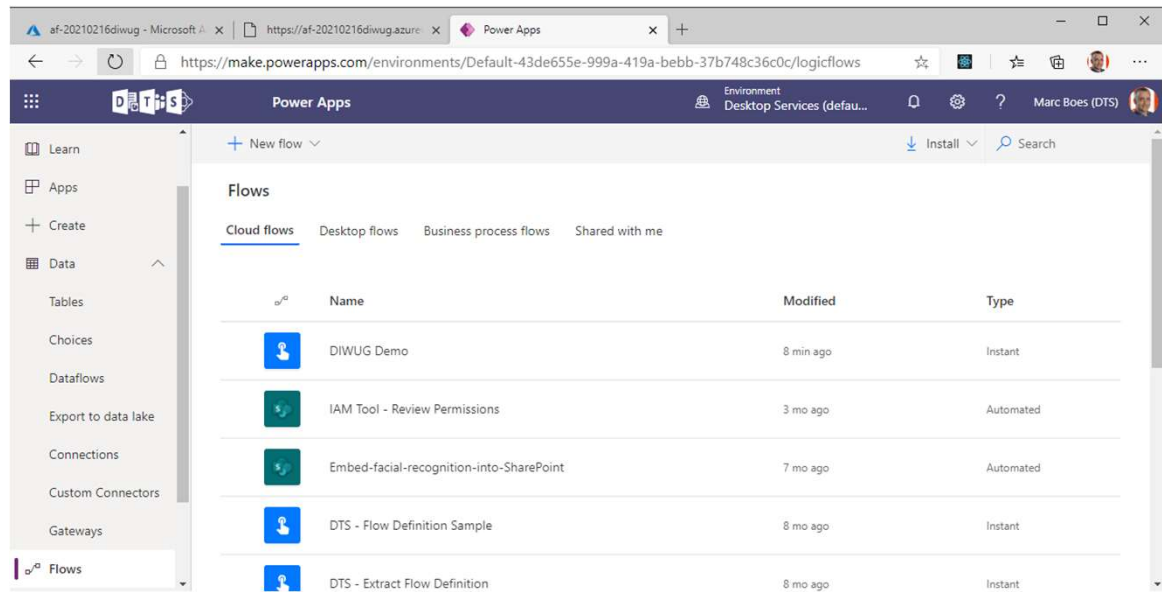 af-20210216diwug - Microsoft A
https://af-20210216diwug.azure
Power Apps
https://make.powerapps.com/environments/Default-43de655e-999a-419a-bebb-37b748c36c0c/logicflows
DTS
Power Apps
Environment
Desktop Services (defau...
?
Marc Boes (DTS)
Learn
Apps
Create
Data
Tables
Choices
Dataflows
Export to data lake
Connections
Custom Connectors
Gateways
Flows
New flow
Install
Search
Flows
Cloud flows Desktop flows Business process flows Shared with me
Name Modified Type
DIWUG Demo 8 min ago Instant
IAM Tool - Review Permissions 3 mo ago Automated
Embed-facial-recognition-into-SharePoint 7 mo ago Automated
DTS - Flow Definition Sample 8 mo ago Instant
DTS - Extract Flow Definition 8 mo ago Instant